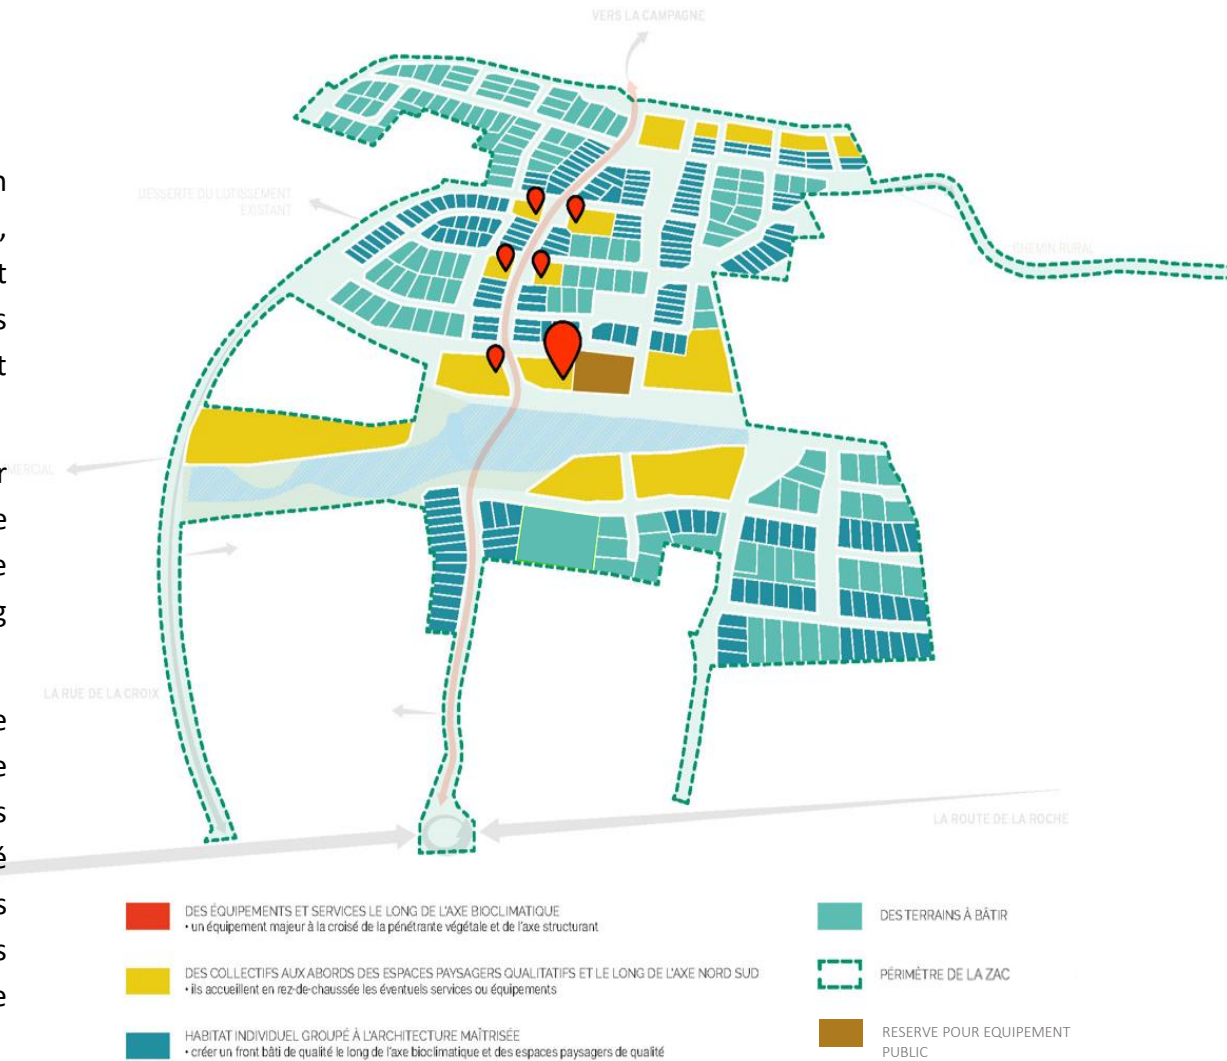 VERS LA CAMPAGNE
n
,
DESSERTE DU LOTISSEMENT
EXISTANT
t
s
CHEMIN RURAL
t
r
MERCIAL
e
e
g
LA RUE DE LA CROIX
e
e
s
LA ROUTE DE LA ROCHE
é
s
s
e
DES ÉQUIPEMENTS ET SERVICES LE LONG DE L'AXE BIOCLIMATIQUE
• un équipement majeur à la croisé de la pénétrante végétale et de l'axe structurant
DES COLLECTIFS AUX ABORDS DES ESPACES PAYSAGERS QUALITATIFS ET LE LONG DE L'AXE NORD SUD
• ils accueillent en rez-de-chaussée les éventuels services ou équipements
HABITAT INDIVIDUEL GROUPÉ À L'ARCHITECTURE MAÎTRISÉE
• créer un front bâti de qualité le long de l'axe bioclimatique et des espaces paysagers de qualité
DES TERRAINS À BÂTIR
PÉRIMÈTRE DE LA ZAC
RESERVE POUR EQUIPEMENT
PUBLIC